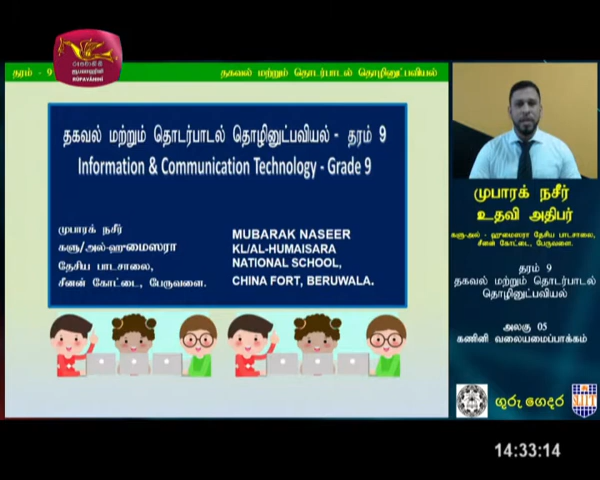 රූපවාහිනි
ரூபவாஹினி
RUPAVAHINI
தரம் - 9
தகவல் மற்றும் தொடர்பாடல் தொழினுட்பவியல்
தகவல் மற்றும் தொடர்பாடல் தொழினுட்பவியல் - தரம் 9
Information & Communication Technology - Grade 9
முபாரக் நசீர்
களு/அல்-ஹுமைஸரா
தேசிய பாடசாலை,
சீனன் கோட்டை, பேருவளை.
MUBARAK NASEER
KL/AL-HUMAISARA
NATIONAL SCHOOL,
CHINA FORT, BERUWALA.
முபாரக் நசீர்
உதவி அதிபர்
களு-அல் - ஹுமைஸரா தேசிய பாடசாலை,
சீனன் கோட்டை, பேருவளை.
தரம் 9
தகவல் மற்றும் தொடர்பாடல்
தொழினுட்பவியல்
அலகு 05
கணினி வலையமைப்பாக்கம்
ගුරු ගෙදර
14:33:14